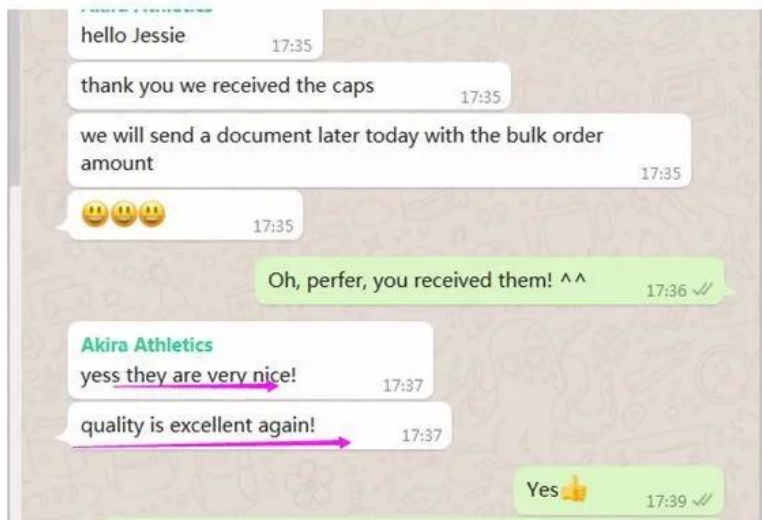 hello Jessie
17:35
thank you we received the caps
17:35
we will send a document later today with the bulk order
amount
17:35
😃😃😃
17:35
Oh, perfer, you received them! ^^
17:36
Akira Athletics
yess they are very nice!
17:37
quality is excellent again!
17:37
Yes👍
17:39